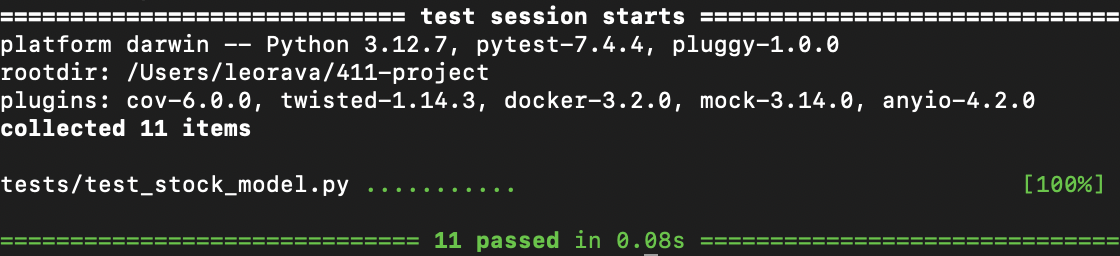 ============================= test session starts ==============================
platform darwin -- Python 3.12.7, pytest-7.4.4, pluggy-1.0.0
rootdir: /Users/leorava/411-project
plugins: cov-6.0.0, twisted-1.14.3, docker-3.2.0, mock-3.14.0, anyio-4.2.0
collected 11 items
tests/test_stock_model.py ........... [100%]
============================== 11 passed in 0.08s ==============================